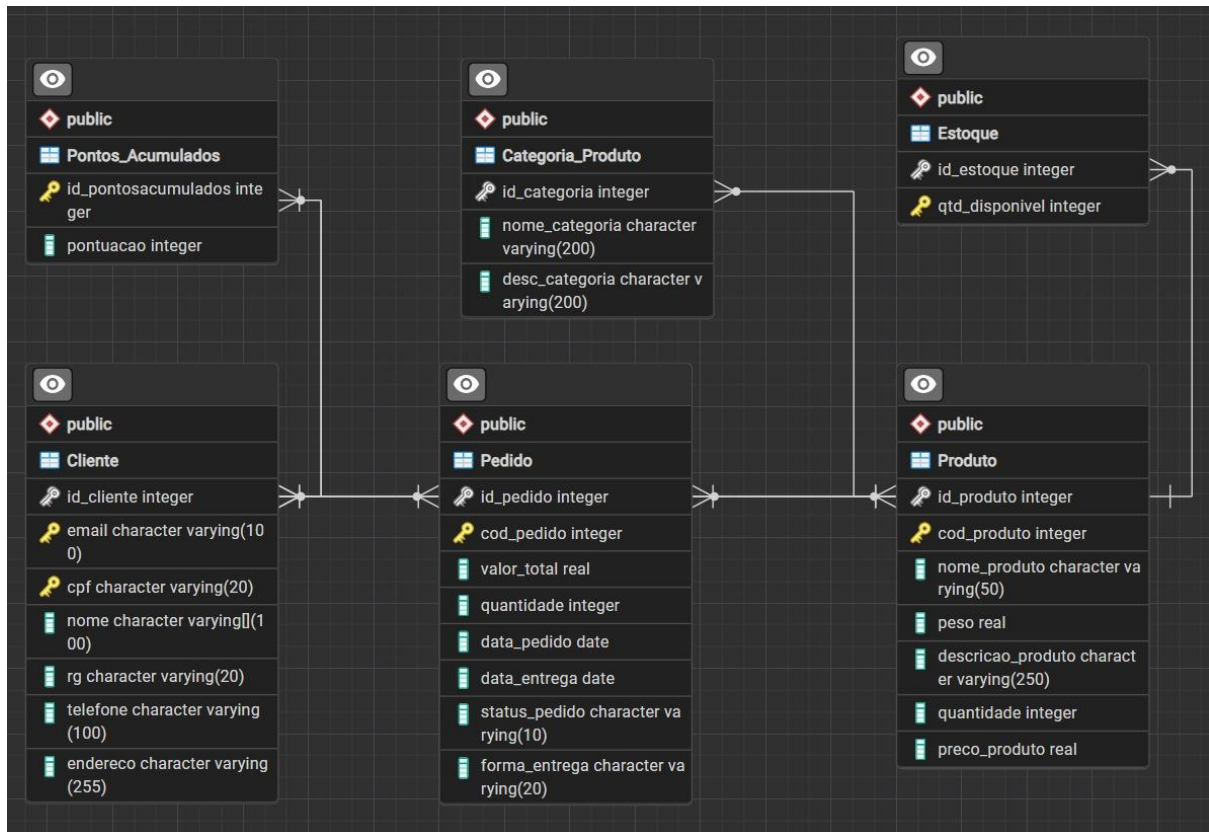 public
Pontos_Acumulados
id_pontosacumulados inte
ger
pontuacao integer
public
Categoria_Produto
id_categoria integer
nome_categoria character
varying(200)
desc_categoria character v
arying(200)
public
Estoque
id_estoque integer
qtd_disponivel integer
public
Cliente
id_cliente integer
email character varying(10
0)
cpf character varying(20)
nome character varying[](1
00)
rg character varying(20)
telefone character varying
(100)
endereco character varying
(255)
public
Pedido
id_pedido integer
cod_pedido integer
valor_total real
quantidade integer
data_pedido date
data_entrega date
status_pedido character va
rying(10)
forma_entrega character va
rying(20)
public
Produto
id_produto integer
cod_produto integer
nome_produto character va
rying(50)
peso real
descricao_produto charact
er varying(250)
quantidade integer
preco_produto real